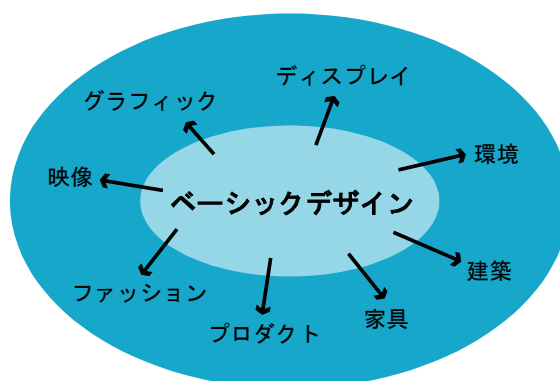 ディスプレイ
グラフィック
環境
映像
ベーシックデザイン
建築
ファッション
家具
プロダクト